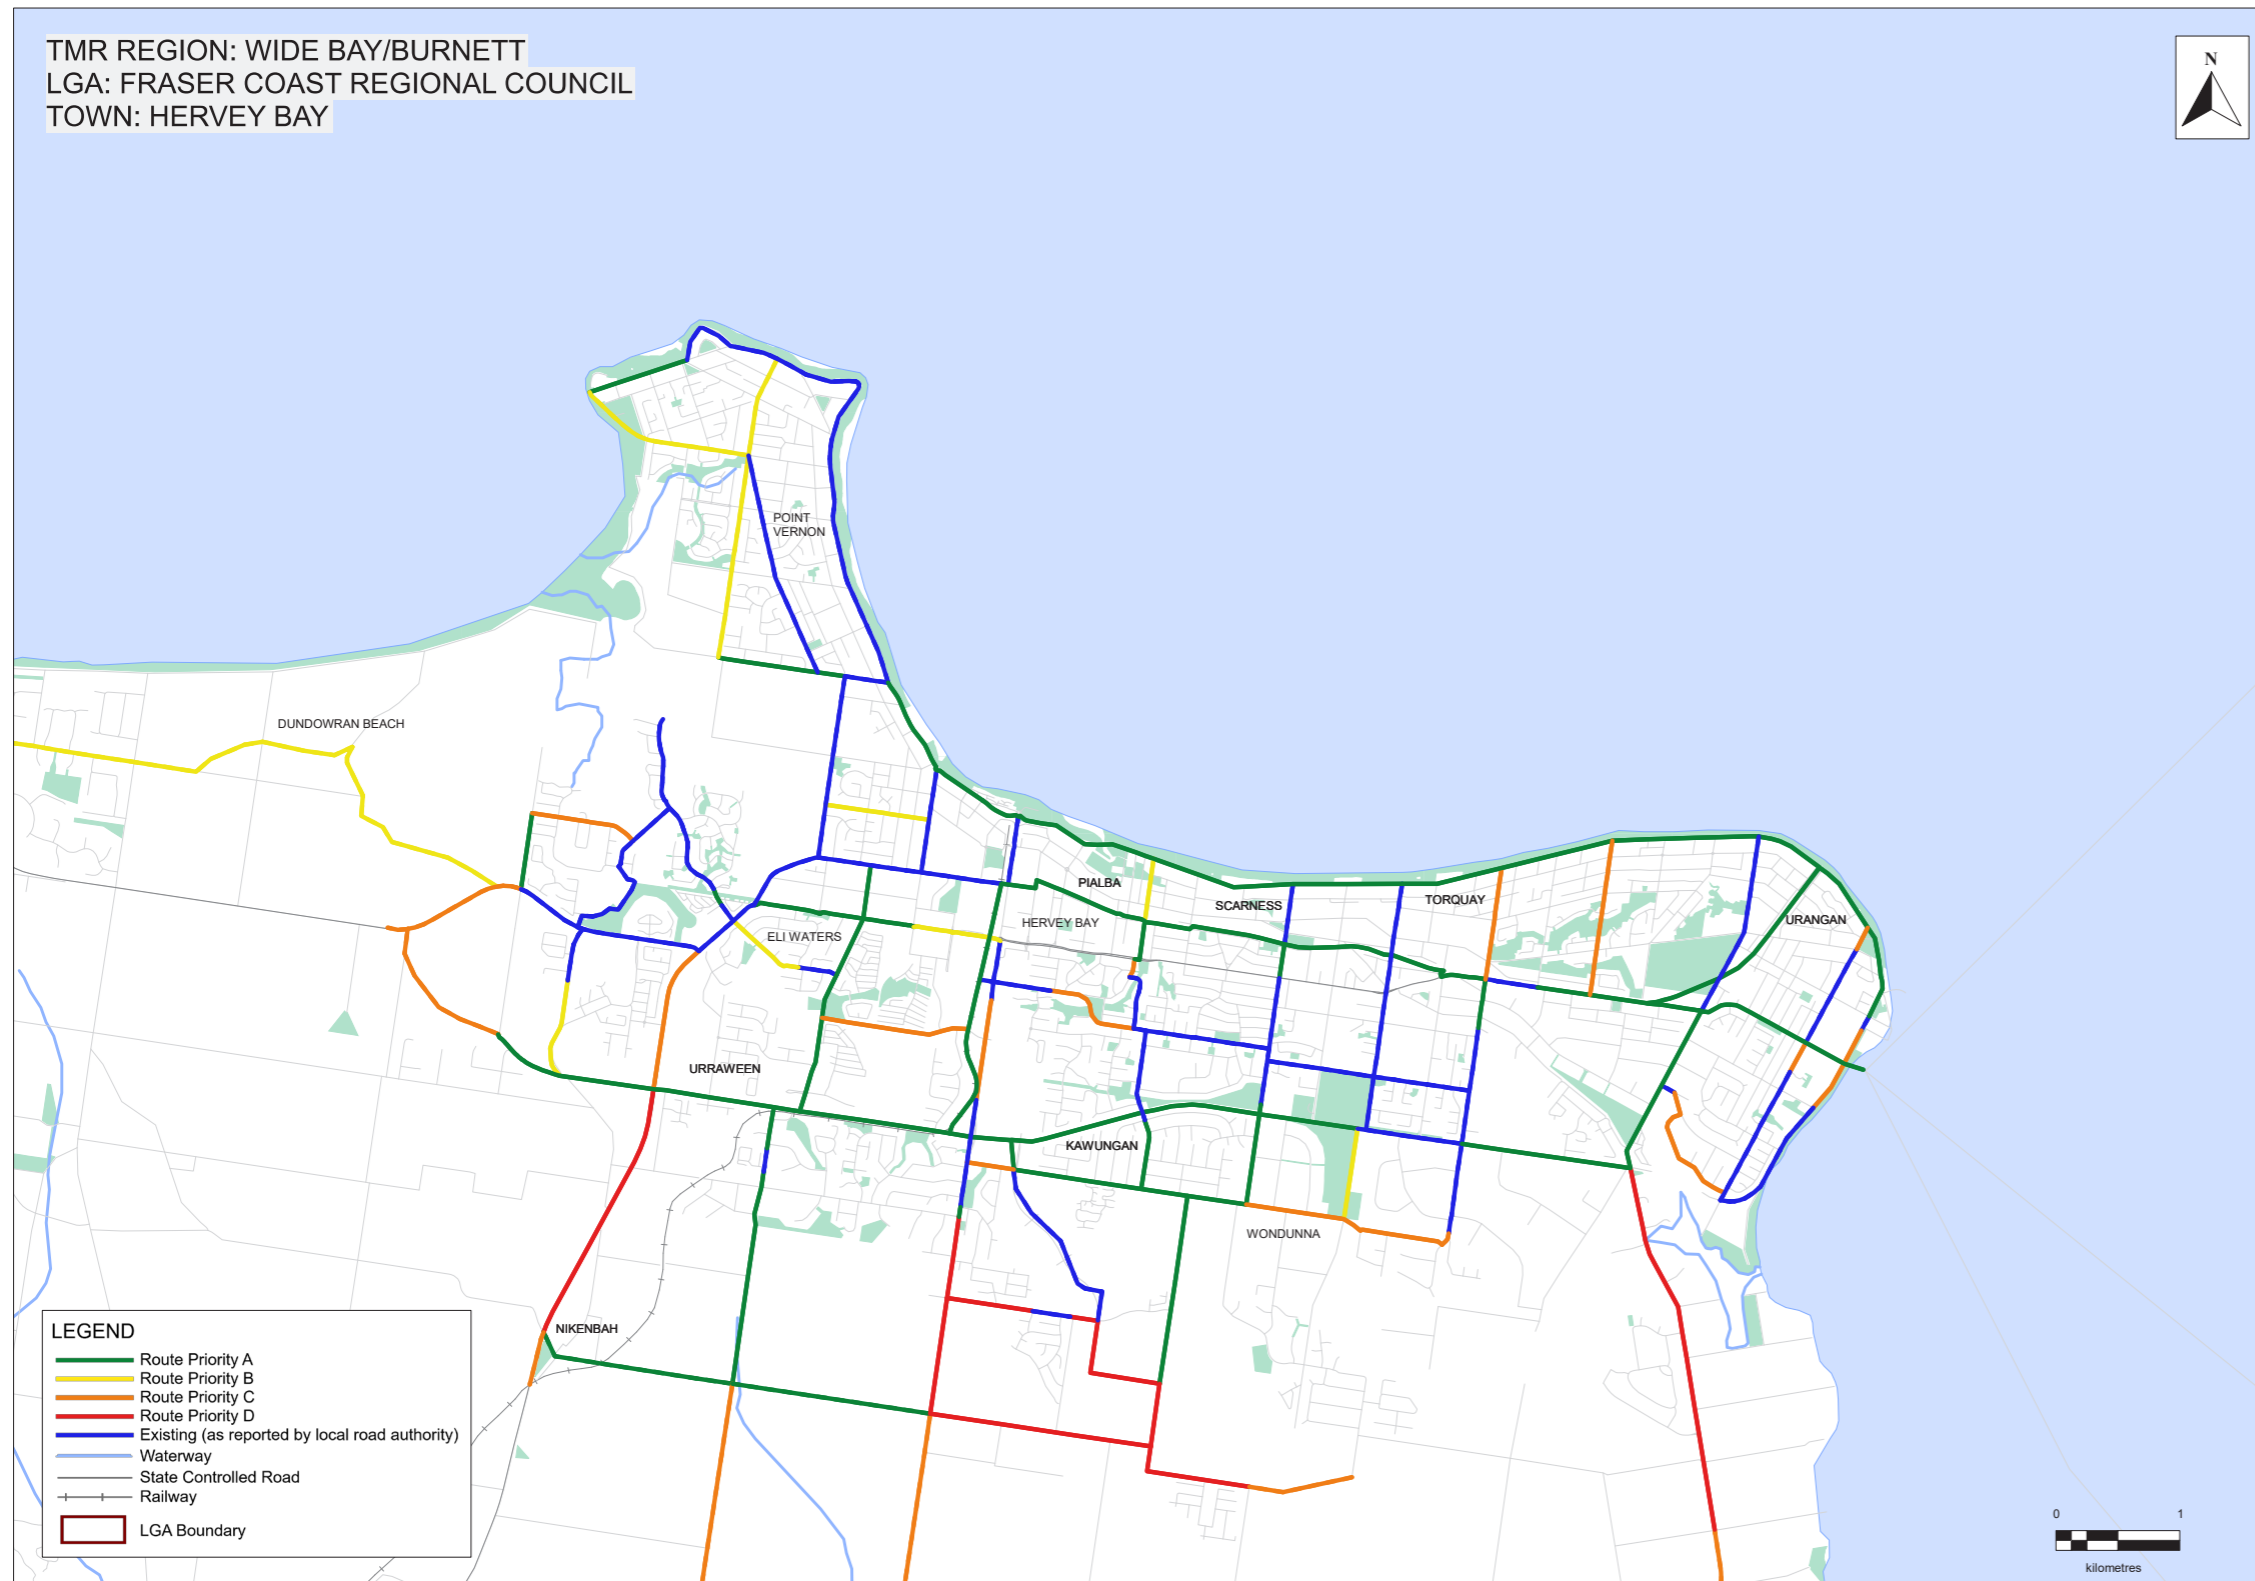 TMR REGION: WIDE BAY/BURNETT
LGA: FRASER COAST REGIONAL COUNCIL
TOWN: HERVEY BAY
N
POINT
VERNON
DUNDOWRAN BEACH
PIALBA
SCARNESS
TORQUAY
URANGAN
HERVEY BAY
ELI WATERS
URRAWEEN
KAWUNGAN
WONDUNNA
NIKENBAH
LEGEND
Route Priority A
Route Priority B
Route Priority C
Route Priority D
Existing (as reported by local road authority)
Waterway
State Controlled Road
Railway
LGA Boundary
0 1
kilometres